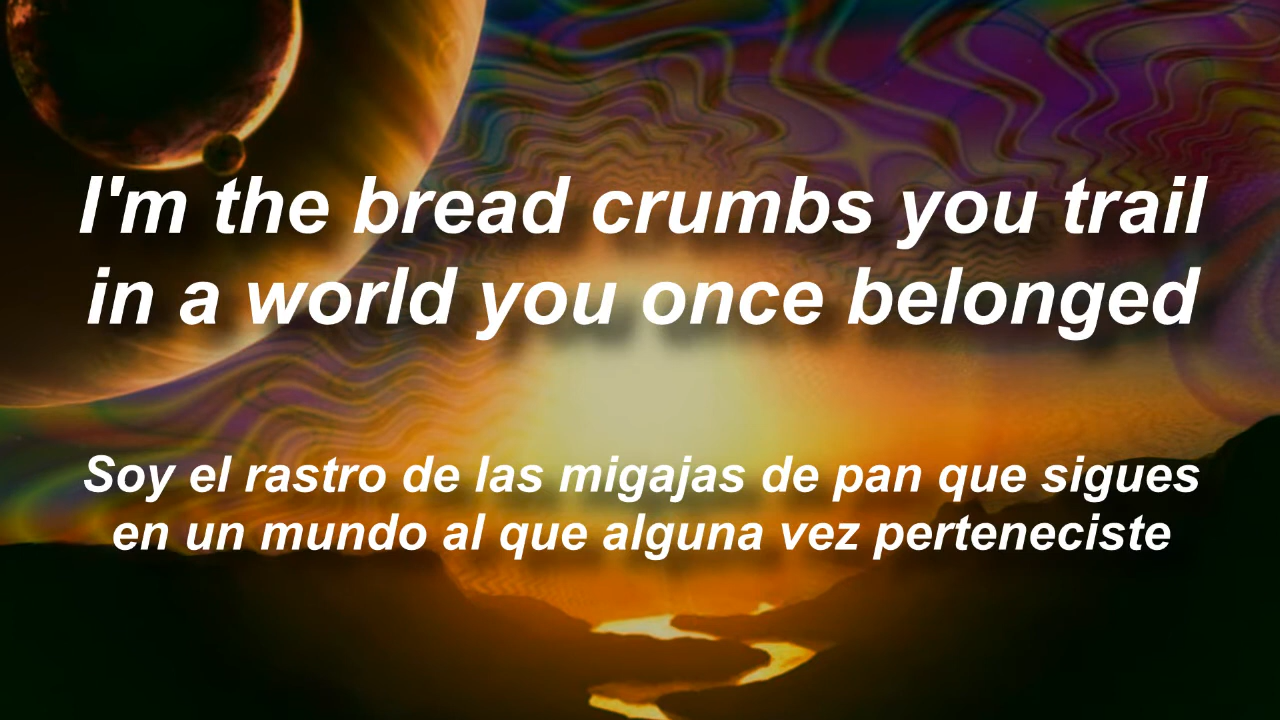 I'm the bread crumbs you trail
in a world you once belonged
Soy el rastro de las migajas de pan que sigues
en un mundo al que alguna vez perteneciste